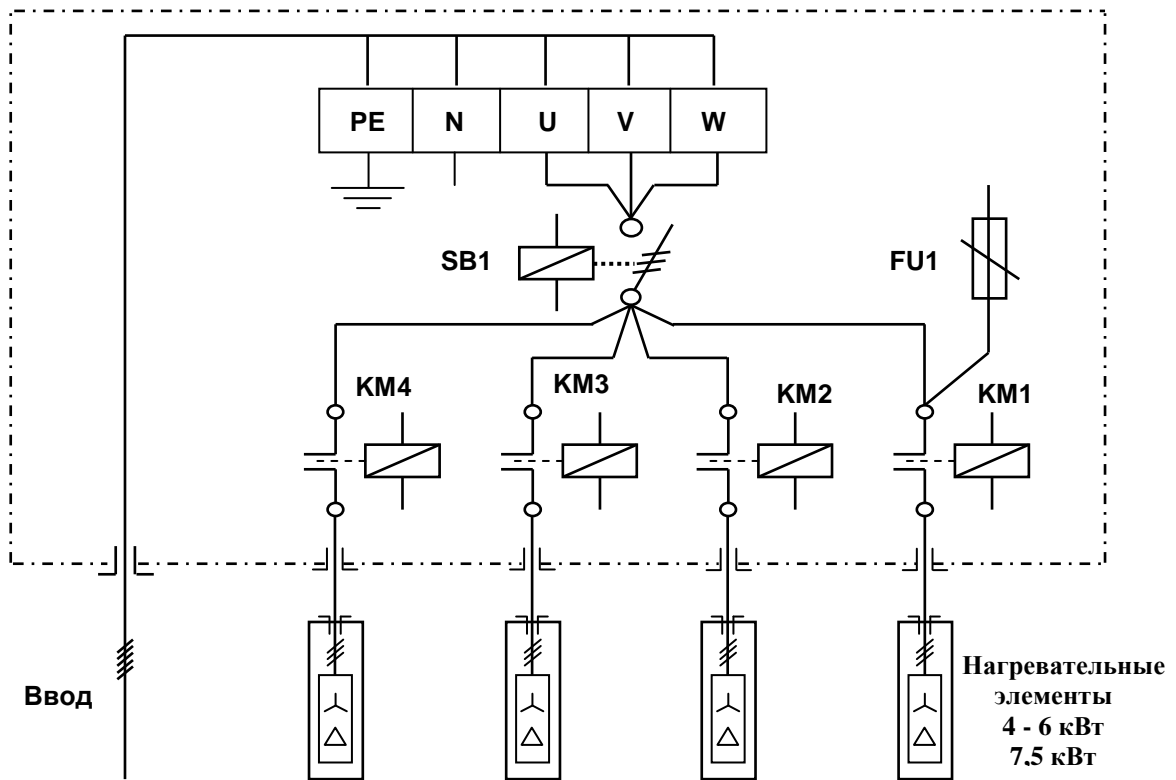 PE N U V W
SB1
FU1
KM4
KM3
KM2
KM1
Ввод
Нагревательные
элементы
4 - 6 кВт
7,5 кВт